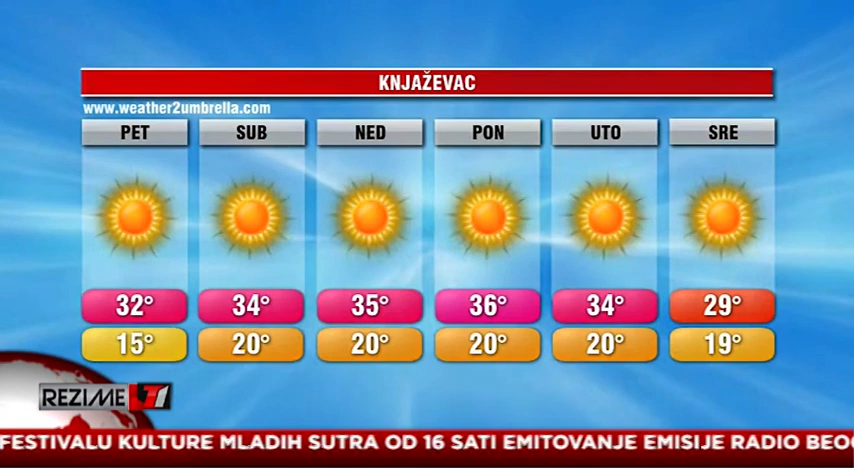 KNJAŽEVAC
www.weather2umbrella.com
PET SUB NED PON UTO SRE
32° 34° 35° 36° 34° 29°
15° 20° 20° 20° 20° 19°
REZIME
FESTIVALU KULTURE MLADIH SUTRA OD 16 SATI EMITOVANJE EMISIJE RADIO BEO